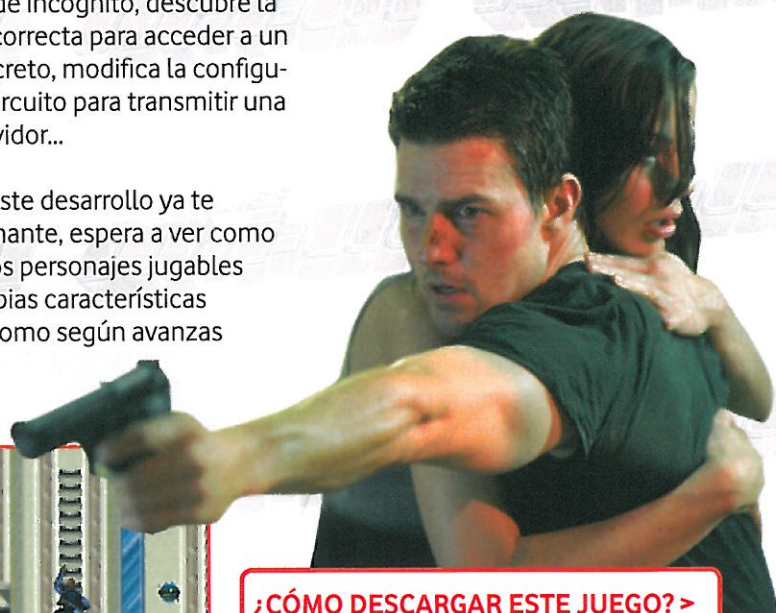 de incógnito, descubre la
correcta para acceder a un
creto, modifica la configu-
ircuito para transmitir una
vidor...
ste desarrollo ya te
nante, espera a ver como
os personajes jugables
pias características
omo según avanzas
¿CÓMO DESCARGAR ESTE JUEGO? >